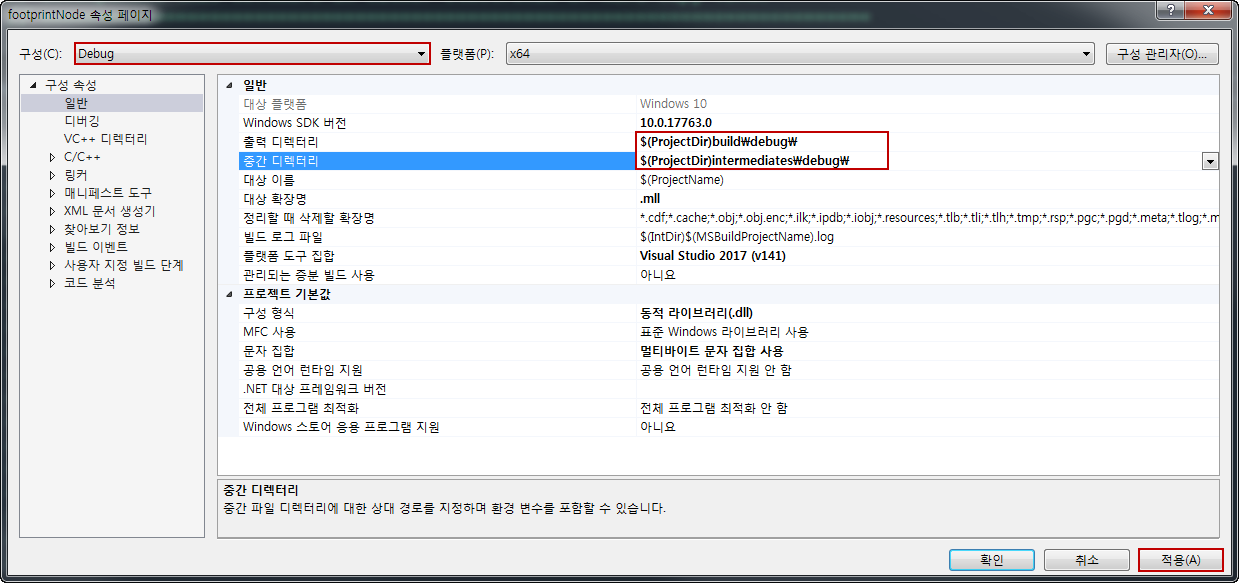 footprintNode 속성 페이지
구성(C): Debug 플랫폼(P): x64 구성 관리자(O)...
구성 속성
일반
디버깅
VC++ 디렉터리
C/C++
링커
매니페스트 도구
XML 문서 생성기
찾아보기 정보
빌드 이벤트
사용자 지정 빌드 단계
코드 분석
일반
대상 플랫폼 Windows 10
Windows SDK 버전 10.0.17763.0
출력 디렉터리 $(ProjectDir)build₩debug₩
중간 디렉터리 $(ProjectDir)intermediates₩debug₩
대상 이름 $(ProjectName)
대상 확장명 .mll
정리할 때 삭제할 확장명 *.cdf;*.cache;*.obj;*.obj.enc;*.ilk;*.ipdb;*.iobj;*.resources;*.tlb;*.tli;*.tlh;*.tmp;*.rsp;*.pgc;*.pgd;*.meta;*.tlog;*.m
빌드 로그 파일 $(IntDir)$(MSBuildProjectName).log
플랫폼 도구 집합 Visual Studio 2017 (v141)
관리되는 증분 빌드 사용 아니요
프로젝트 기본값
구성 형식 동적 라이브러리(.dll)
MFC 사용 표준 Windows 라이브러리 사용
문자 집합 멀티바이트 문자 집합 사용
공용 언어 런타임 지원 공용 언어 런타임 지원 안 함
.NET 대상 프레임워크 버전
전체 프로그램 최적화 전체 프로그램 최적화 안 함
Windows 스토어 응용 프로그램 지원 아니요
중간 디렉터리
중간 파일 디렉터리에 대한 상대 경로를 지정하며 환경 변수를 포함할 수 있습니다.
확인 취소 적용(A)